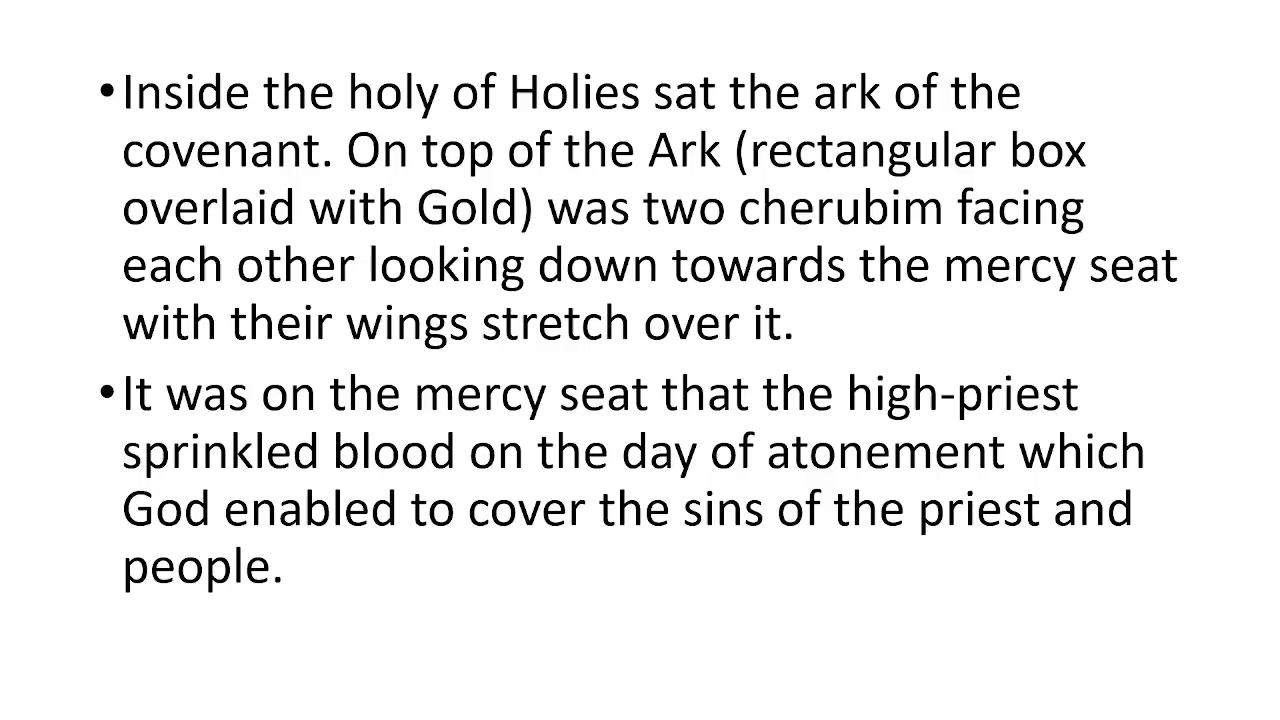 •Inside the holy of Holies sat the ark of the
covenant. On top of the Ark (rectangular box
overlaid with Gold) was two cherubim facing
each other looking down towards the mercy seat
with their wings stretch over it.
•It was on the mercy seat that the high-priest
sprinkled blood on the day of atonement which
God enabled to cover the sins of the priest and
people.